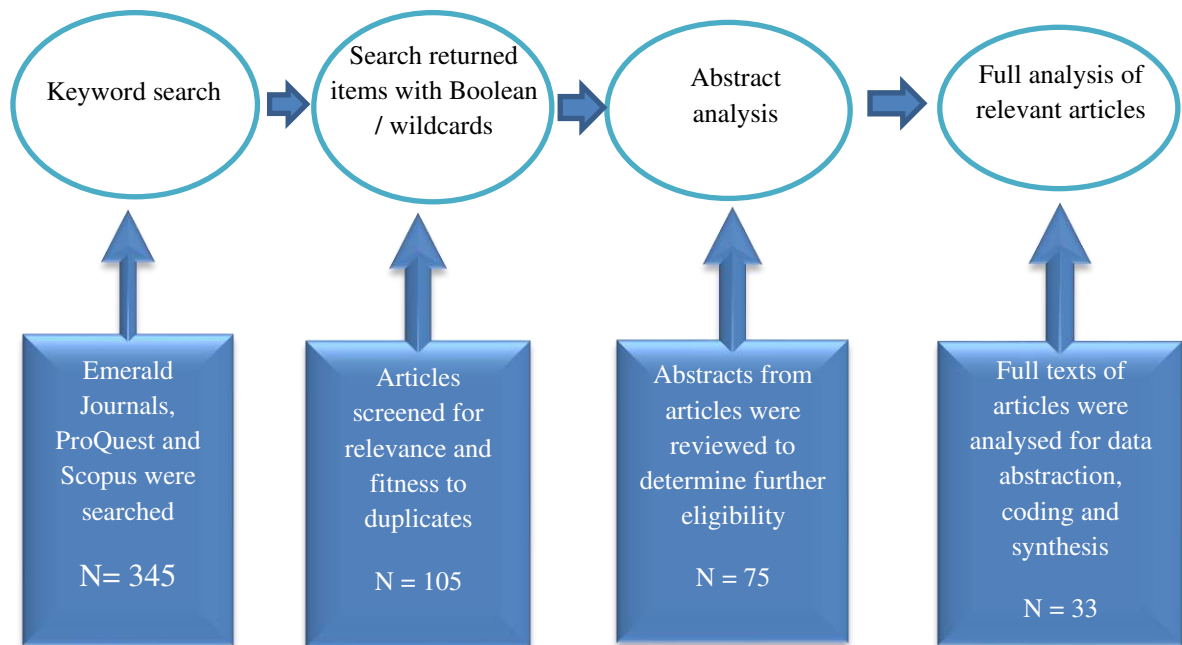 Keyword search
Search returned
items with Boolean
/ wildcards
Abstract
analysis
Full analysis of
relevant articles
Emerald
Journals,
ProQuest and
Scopus were
searched
N= 345
Articles
screened for
relevance and
fitness to
duplicates
N = 105
Abstracts from
articles were
reviewed to
determine further
eligibility
N = 75
Full texts of
articles were
analysed for data
abstraction,
coding and
synthesis
N = 33